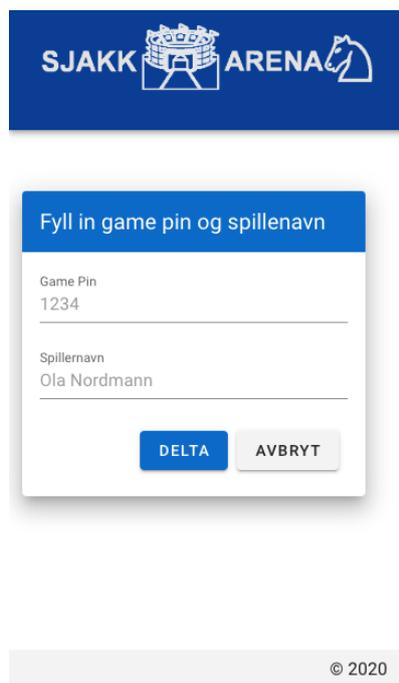 SJAKK ARENA
Fyll in game pin og spillenavn
Game Pin
1234
Spillernavn
Ola Nordmann
DELTA AVBRYT
© 2020